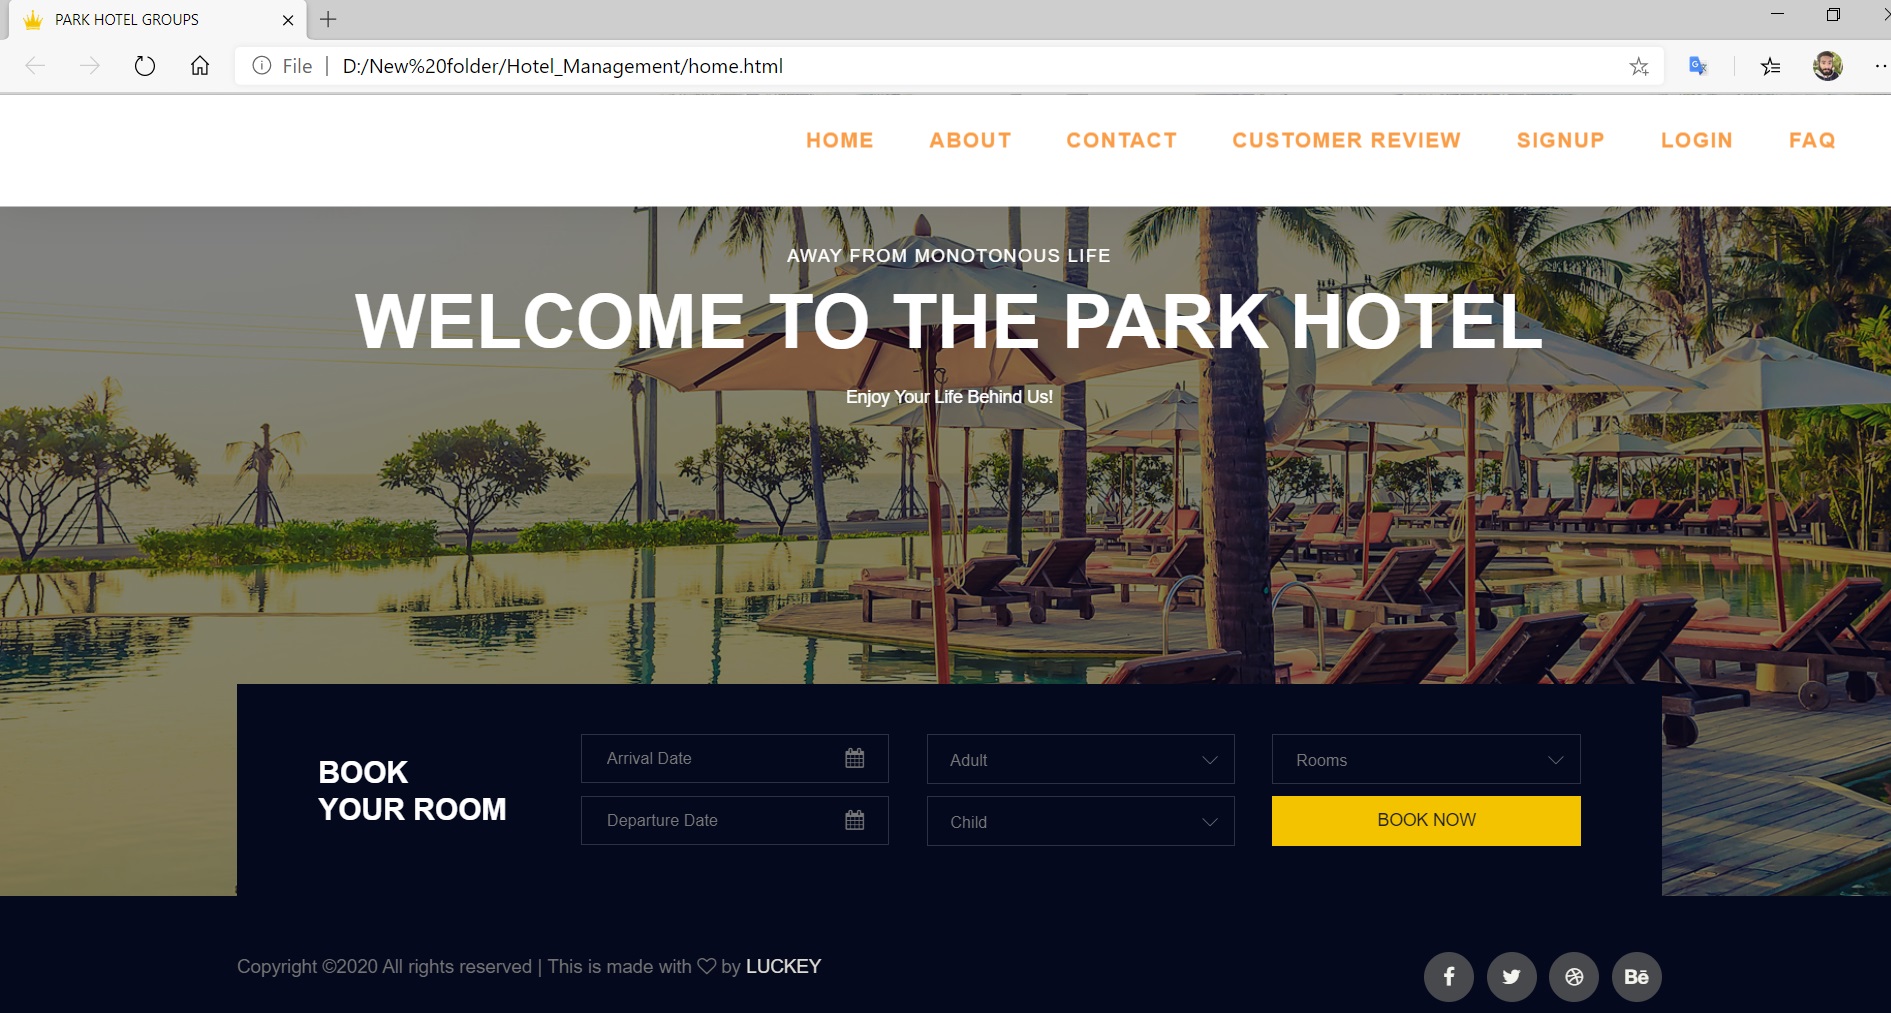 PARK HOTEL GROUPS
File | D:/New%20folder/Hotel_Management/home.html
HOME ABOUT CONTACT CUSTOMER REVIEW SIGNUP LOGIN FAQ
AWAY FROM MONOTONOUS LIFE
WELCOME TO THE PARK HOTEL
Enjoy Your Life Behind Us!
BOOK
YOUR ROOM
Arrival Date
Adult
Rooms
Departure Date
Child
BOOK NOW
Copyright ©2020 All rights reserved | This is made with ♡ by LUCKEY
Bē